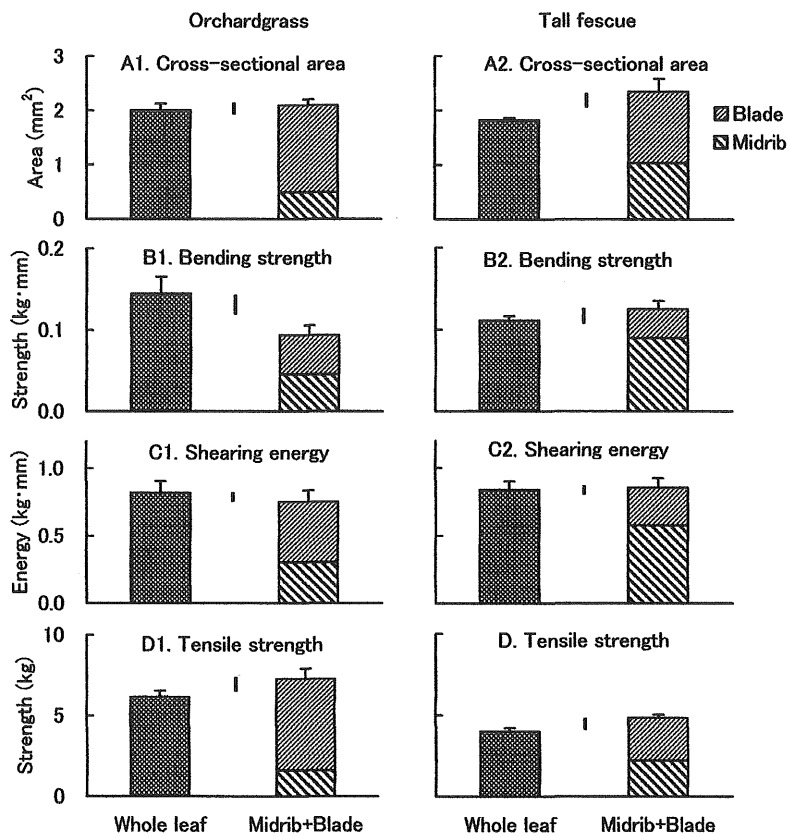 Orchardgrass
Tall fescue
A1. Cross-sectional area
A2. Cross-sectional area
Area (mm²)
3
2
1
0
Blade
Midrib
B1. Bending strength
B2. Bending strength
Strength (kg·mm)
0.2
0.1
0.0
C1. Shearing energy
C2. Shearing energy
Energy (kg·mm)
1.0
0.5
0.0
D1. Tensile strength
D. Tensile strength
Strength (kg)
10
5
0
Whole leaf
Midrib+Blade
Whole leaf
Midrib+Blade